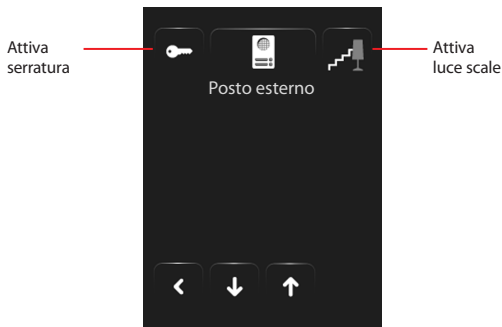 Attiva
serratura
Attiva
luce scale
Posto esterno